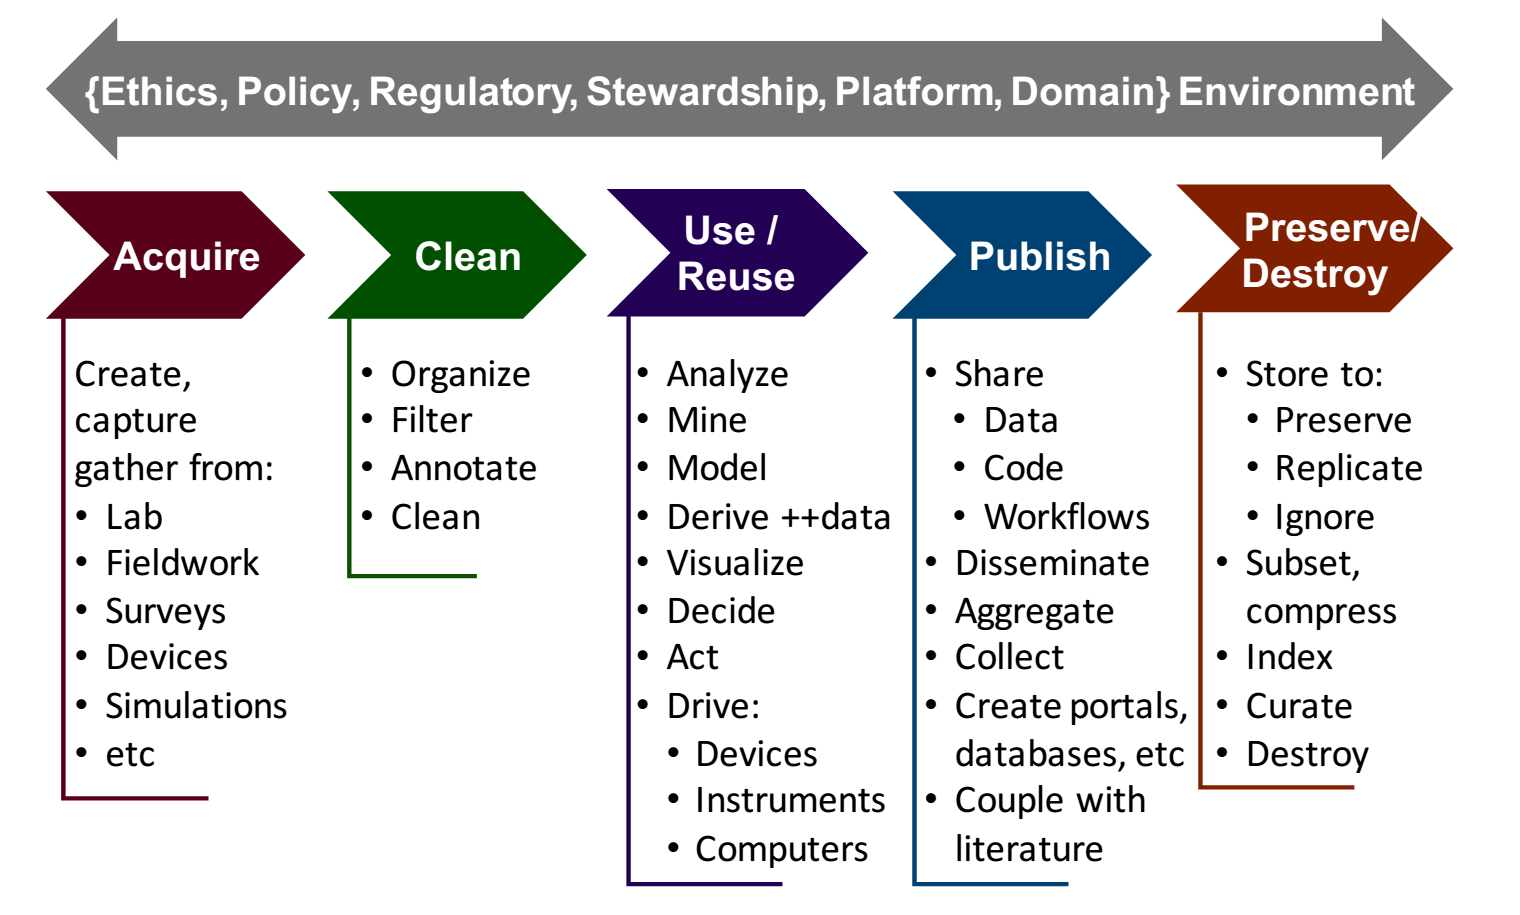 {Ethics, Policy, Regulatory, Stewardship, Platform, Domain} Environment
Acquire
Create,
capture
gather from:
• Lab
• Fieldwork
• Surveys
• Devices
• Simulations
• etc
Clean
• Organize
• Filter
• Annotate
• Clean
Use /
Reuse
• Analyze
• Mine
• Model
• Derive ++data
• Visualize
• Decide
• Act
• Drive:
• Devices
• Instruments
• Computers
Publish
• Share
• Data
• Code
• Workflows
• Disseminate
• Aggregate
• Collect
• Create portals,
databases, etc
• Couple with
literature
Preserve/
Destroy
• Store to:
• Preserve
• Replicate
• Ignore
• Subset,
compress
• Index
• Curate
• Destroy